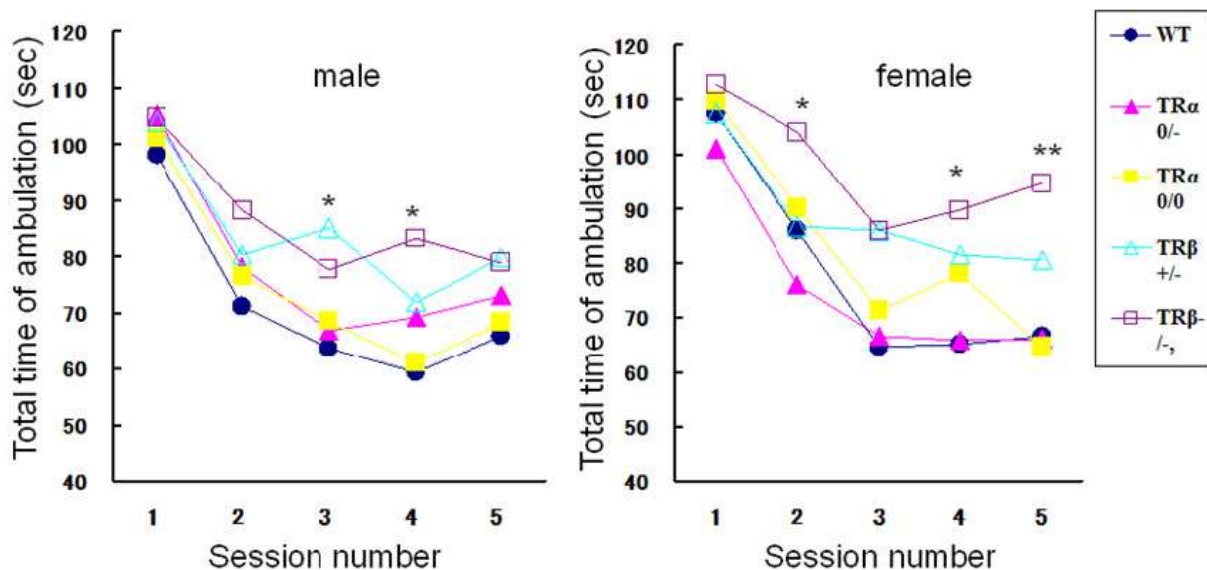 Total time of ambulation (sec)
120
110
100
90
80
70
60
50
40
male
*
*
1 2 3 4 5
Session number
Total time of ambulation (sec)
120
110
100
90
80
70
60
50
40
female
*
*
**
1 2 3 4 5
Session number
WT
TRα
0/-
TRα
0/0
TRβ
+/-
TRβ-
/-,